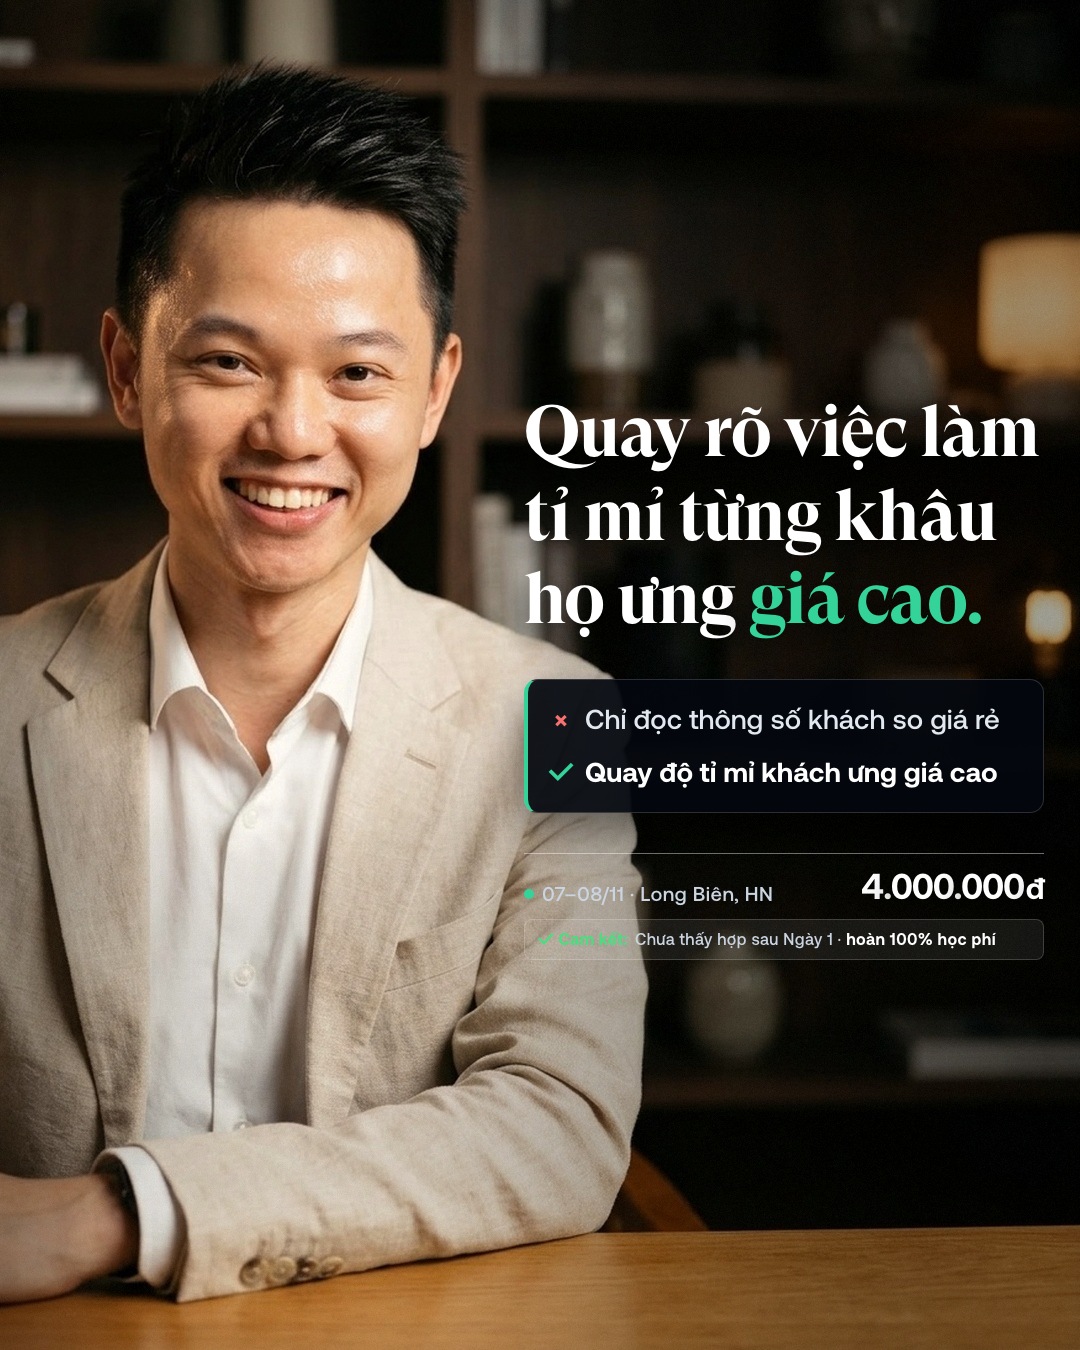 Quay rõ việc làm
tỉ mỉ từng khâu
họ ưng giá cao.
× Chỉ đọc thông số khách so giá rẻ
✓ Quay độ tỉ mỉ khách ưng giá cao
07–08/11 · Long Biên, HN
4.000.000đ
✓ Cam kết: Chưa thấy hợp sau Ngày 1 · hoàn 100% học phí